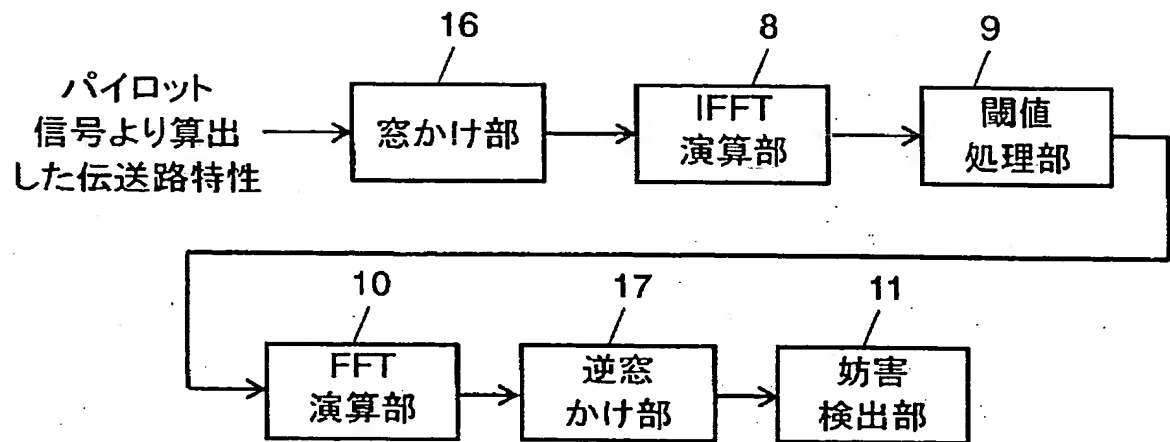 16
8
9
パイロット
信号より算出
した伝送路特性
窓かけ部
IFFT
演算部
閾値
処理部
10
17
11
FFT
演算部
逆窓
かけ部
妨害
検出部